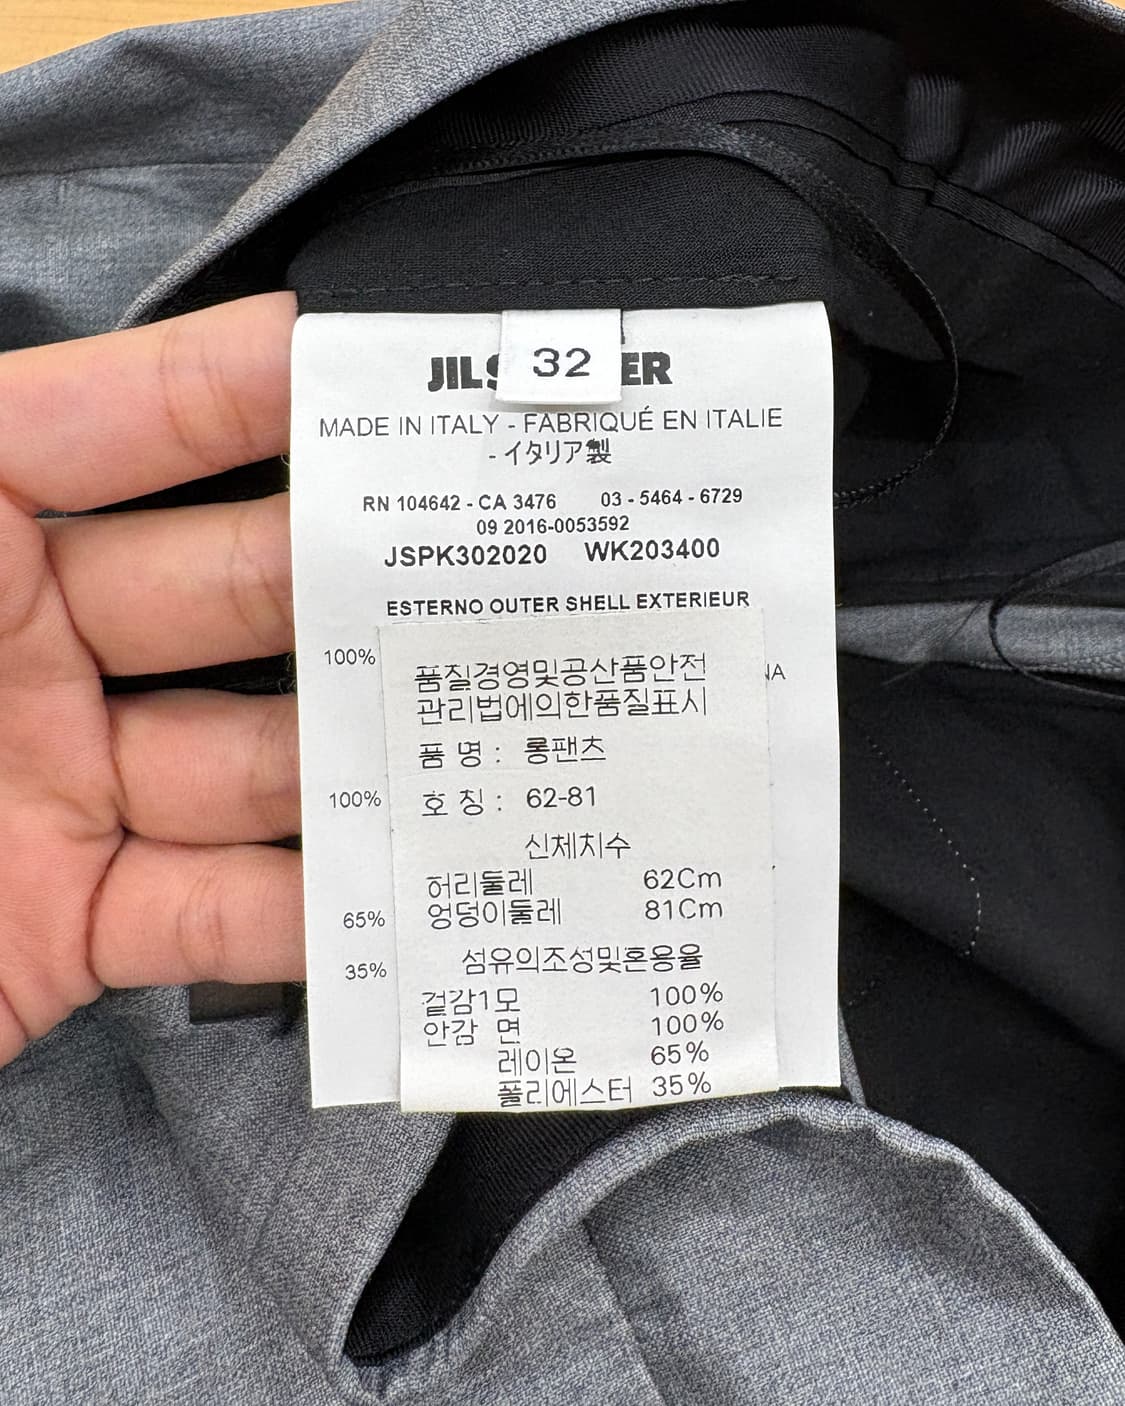 32
MADE IN ITALY - FABRIQUÉ EN ITALIE
- イタリア製
RN 104642 - CA 3476 03 - 5464 - 6729
09 2016-0053592
JSPK302020 WK203400
ESTERNO OUTER SHELL EXTERIEUR
100%
품질경영및공산품안전
관리법에의한품질표시
품 명 : 롱팬츠
100%
호 칭 : 62-81
신체치수
허리둘레 62Cm
엉덩이둘레 81Cm
65%
섬유의조성및혼용율
35%
겉감1모 100%
안감 면 100%
레이온 65%
폴리에스터 35%